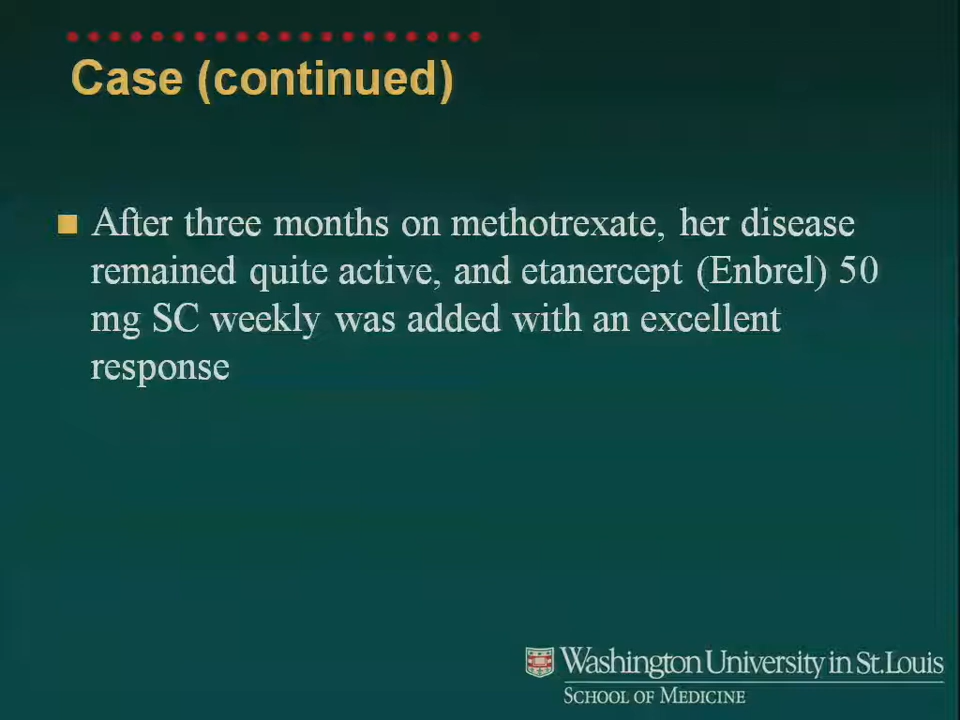 Case (continued)
After three months on methotrexate, her disease
remained quite active, and etanercept (Enbrel) 50
mg SC weekly was added with an excellent
response
Washington University in St. Louis
SCHOOL OF MEDICINE